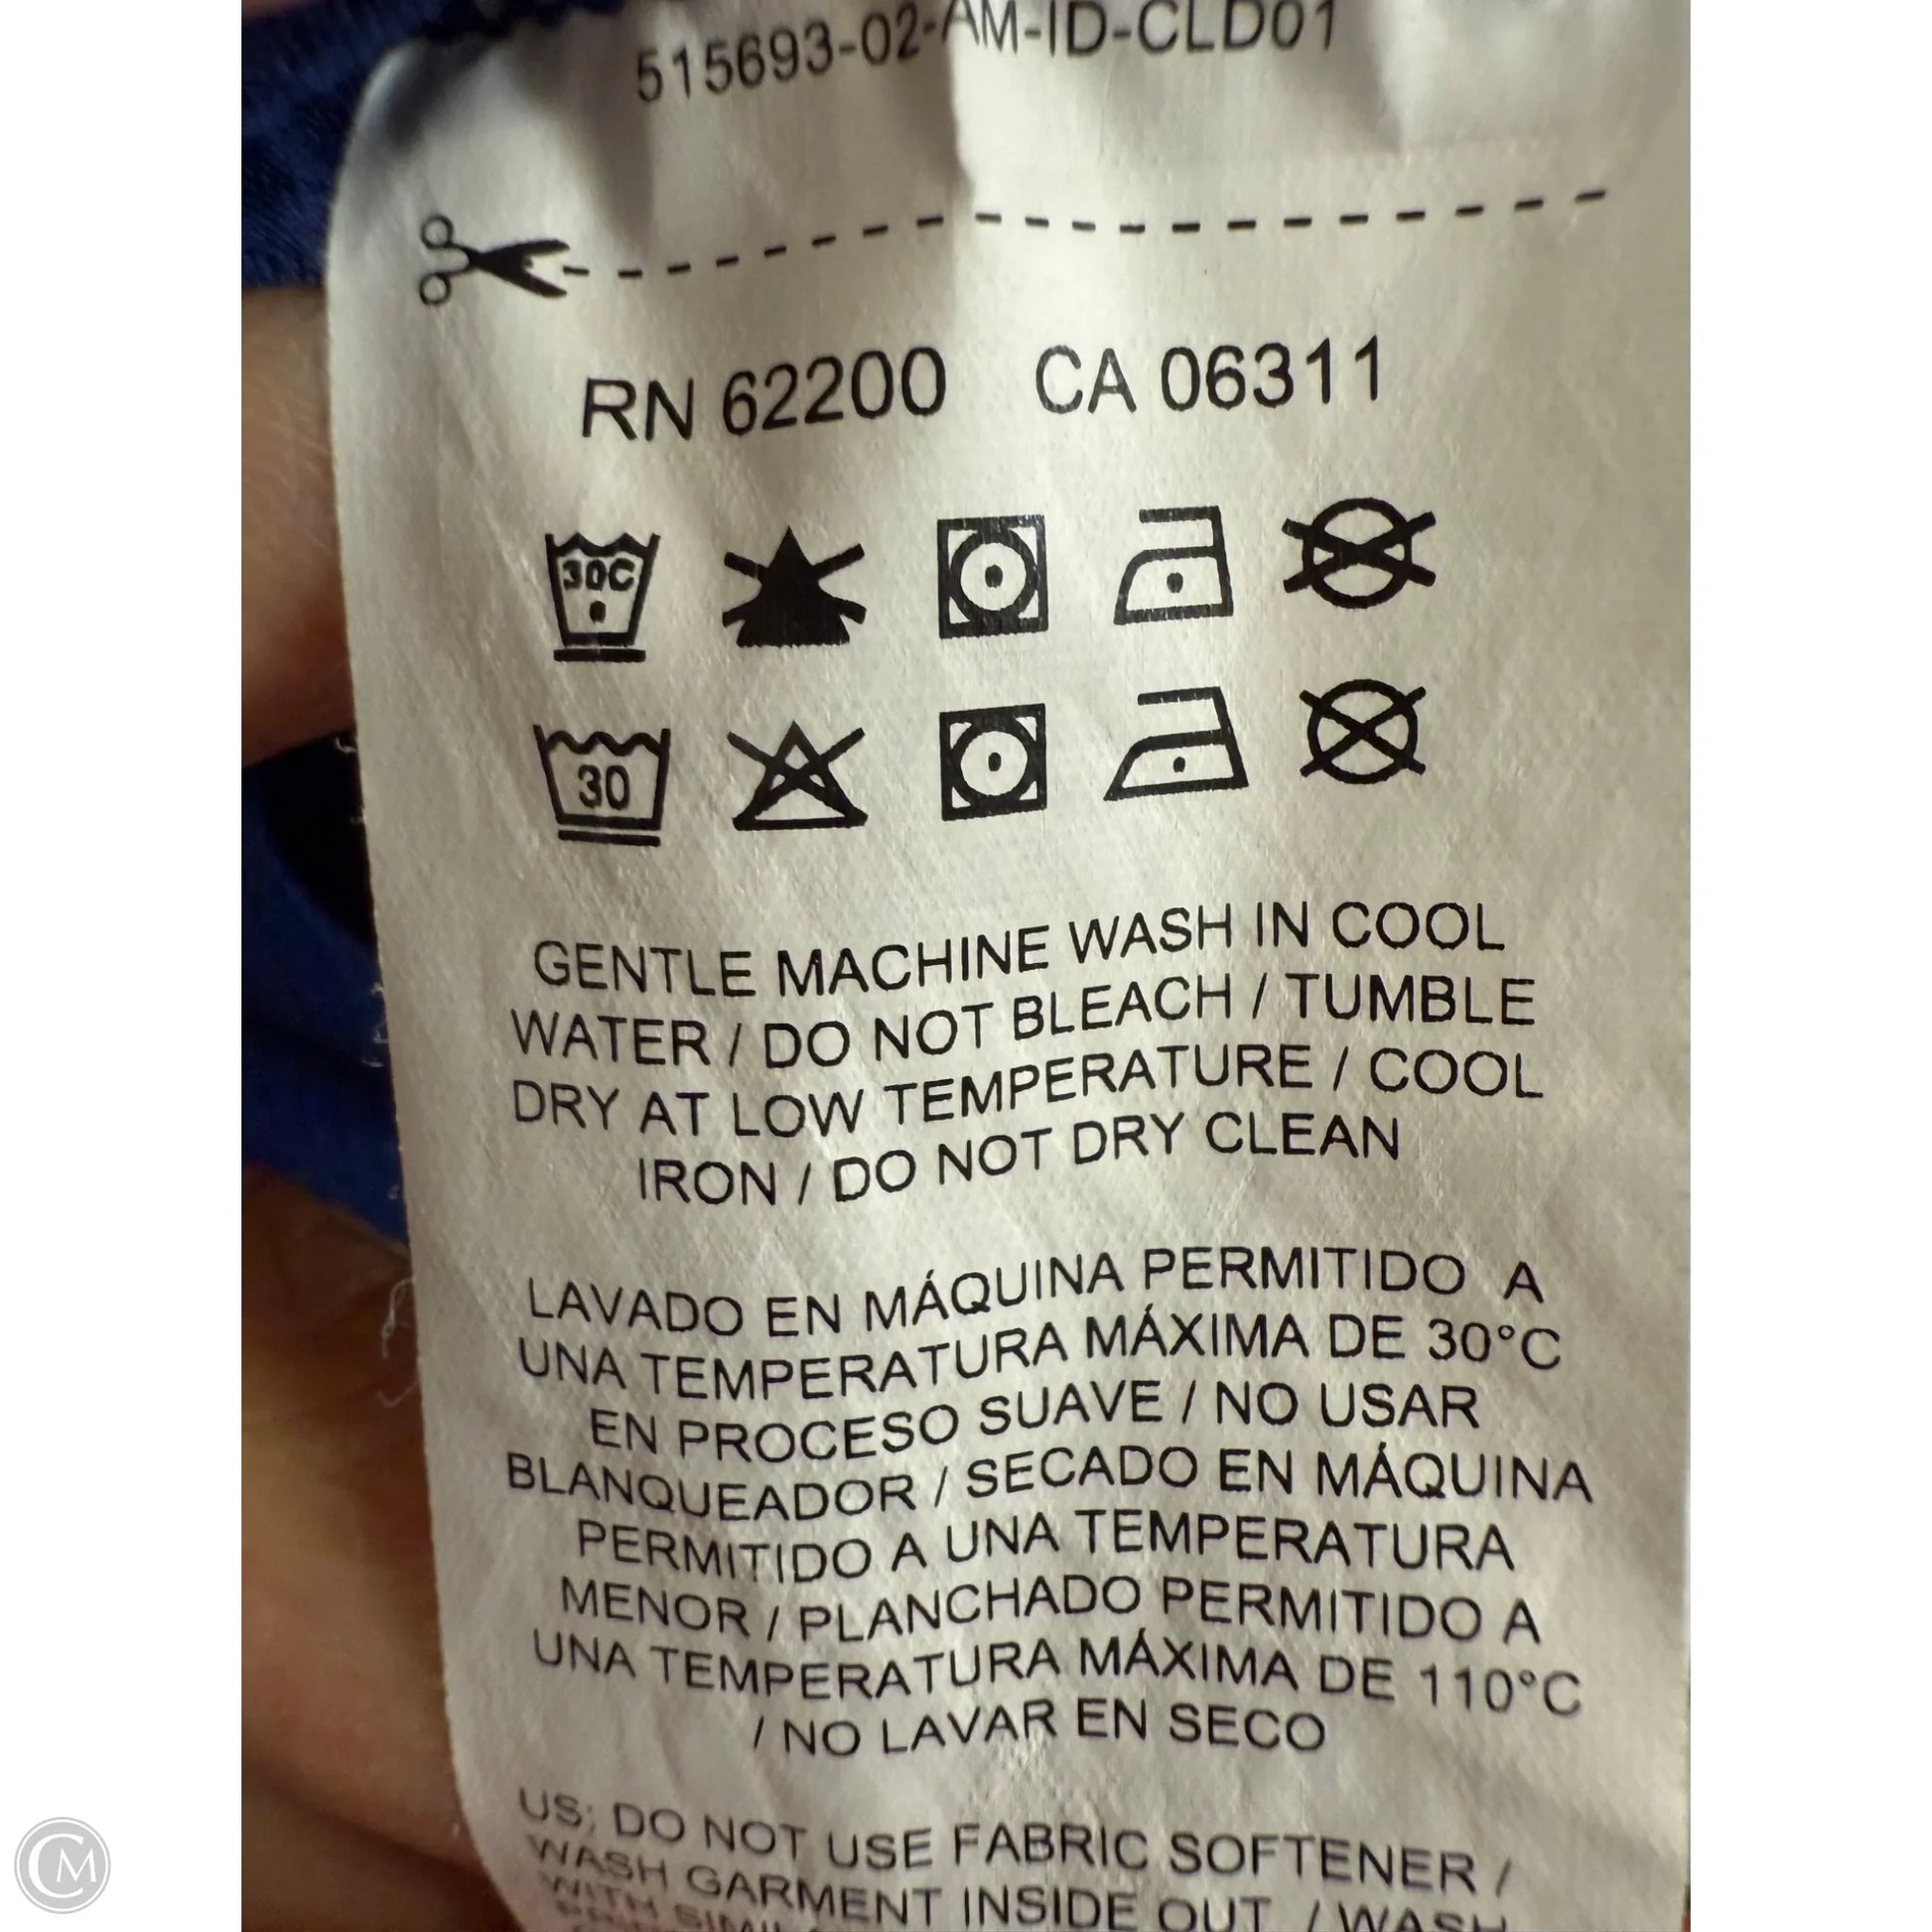 515693-02-AM-ID-CLD01
RN 62200 CA 06311
30C
30
GENTLE MACHINE WASH IN COOL
WATER / DO NOT BLEACH / TUMBLE
DRY AT LOW TEMPERATURE / COOL
IRON / DO NOT DRY CLEAN
LAVADO EN MÁQUINA PERMITIDO A
UNA TEMPERATURA MÁXIMA DE 30°C
EN PROCESO SUAVE / NO USAR
BLANQUEADOR / SECADO EN MÁQUINA
PERMITIDO A UNA TEMPERATURA
MENOR / PLANCHADO PERMITIDO A
UNA TEMPERATURA MÁXIMA DE 110°C
/ NO LAVAR EN SECO
US: DO NOT USE FABRIC SOFTENER /
WASH GARMENT INSIDE OUT / WASH
WITH
CM